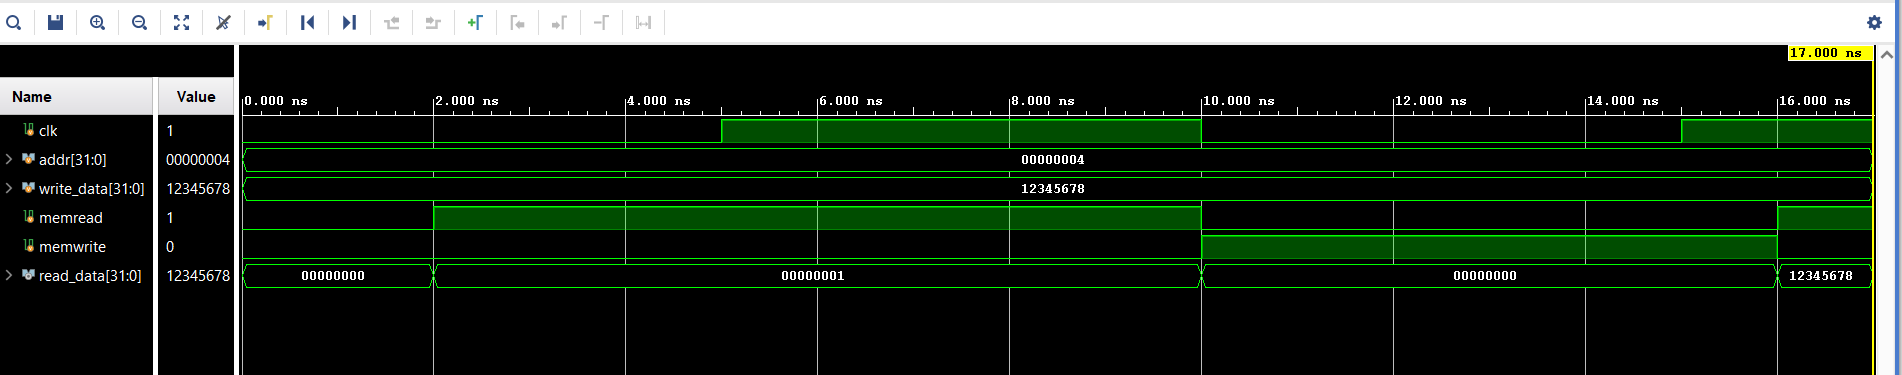 17.000 ns
Name Value 0.000 ns 2.000 ns 4.000 ns 6.000 ns 8.000 ns 10.000 ns 12.000 ns 14.000 ns 16.000 ns
clk 1
addr[31:0] 00000004 00000004
write_data[31:0] 12345678 12345678
memread 1
memwrite 0
read_data[31:0] 12345678 00000000 00000001 00000000 12345678